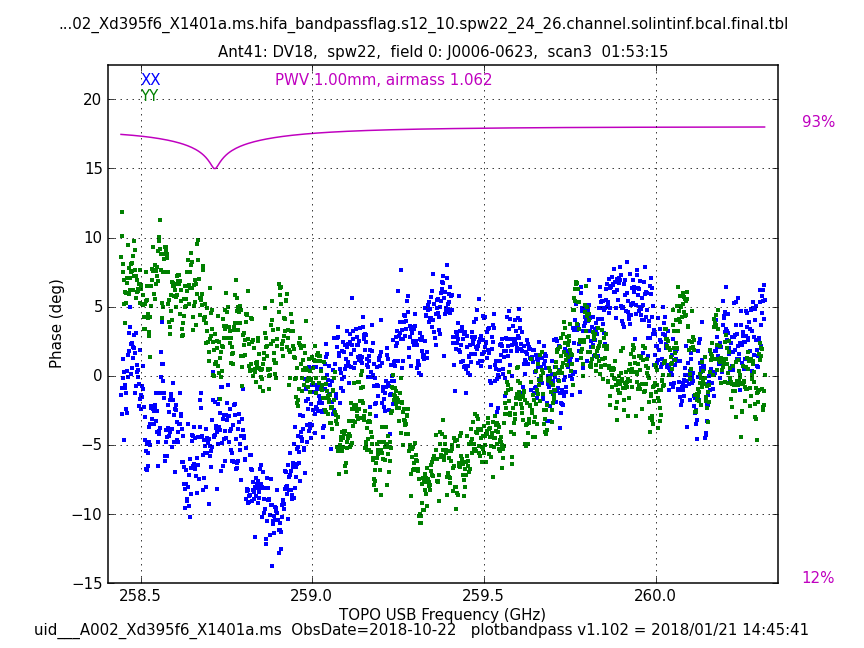 ...02_Xd395f6_X1401a.ms.hifa_bandpassflag.s12_10.spw22_24_26.channel.solintinf.bcal.final.tbl
Ant41: DV18, spw22, field 0: J0006-0623, scan3 01:53:15
XX
PWV 1.00mm, airmass 1.062
YY
20
93%
15
10
5
Phase (deg)
0
−5
−10
−15
12%
258.5
259.0
259.5
260.0
TOPO USB Frequency (GHz)
uid___A002_Xd395f6_X1401a.ms ObsDate=2018-10-22 plotbandpass v1.102 = 2018/01/21 14:45:41